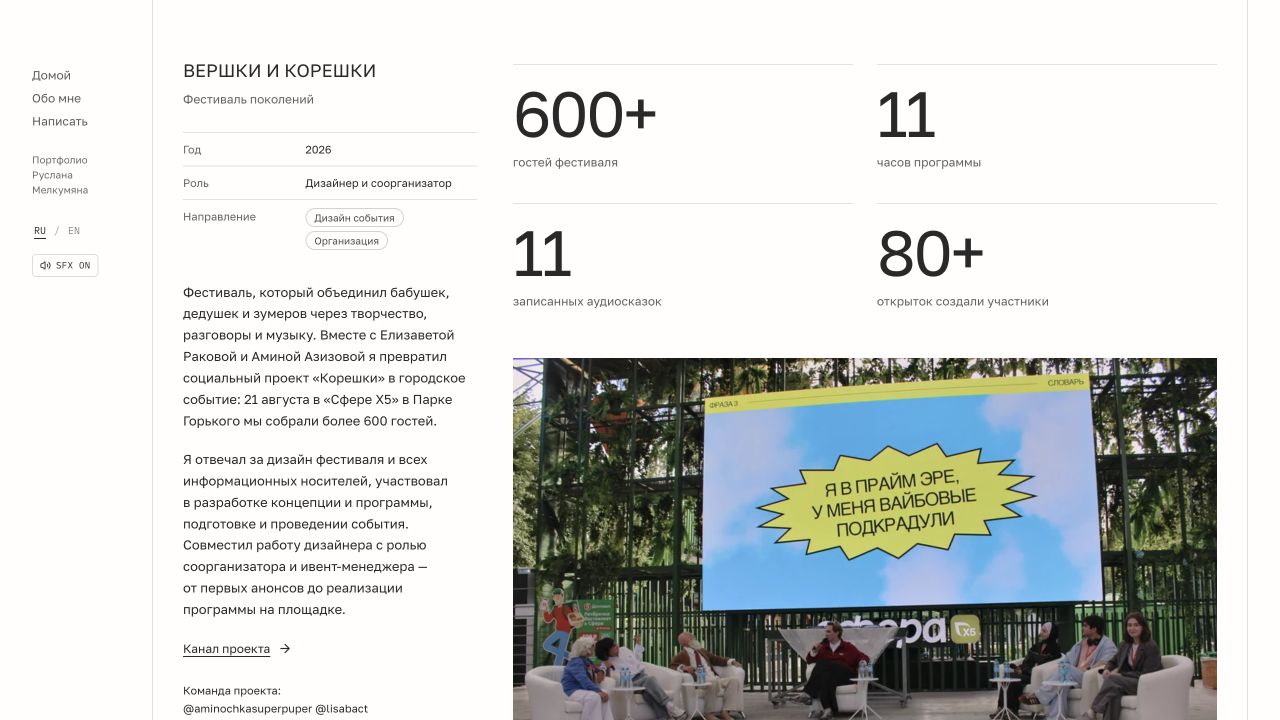 Домой
Обо мне
Написать
Портфолио
Руслана
Мелкумяна
RU / EN
SFX ON
ВЕРШКИ И КОРЕШКИ
Фестиваль поколений
Год 2026
Роль Дизайнер и соорганизатор
Направление Дизайн события
Организация
Фестиваль, который объединил бабушек,
дедушек и зумеров через творчество,
разговоры и музыку. Вместе с Елизаветой
Раковой и Аминой Азизовой я превратил
социальный проект «Корешки» в городское
событие: 21 августа в «Сфере X5» в Парке
Горького мы собрали более 600 гостей.
Я отвечал за дизайн фестиваля и всех
информационных носителей, участвовал
в разработке концепции и программы,
подготовке и проведении события.
Совместил работу дизайнера с ролью
соорганизатора и ивент-менеджера —
от первых анонсов до реализации
программы на площадке.
Канал проекта →
Команда проекта:
@aminochkasuperpuper @lisabact
600+
гостей фестиваля
11
часов программы
11
записанных аудиосказок
80+
открыток создали участники
ФРАЗА 3
СЛОВАРЬ
Я В ПРАЙМ ЭРЕ,
У МЕНЯ ВАЙБОВЫЕ
ПОДКРАДУЛИ
сфера X5